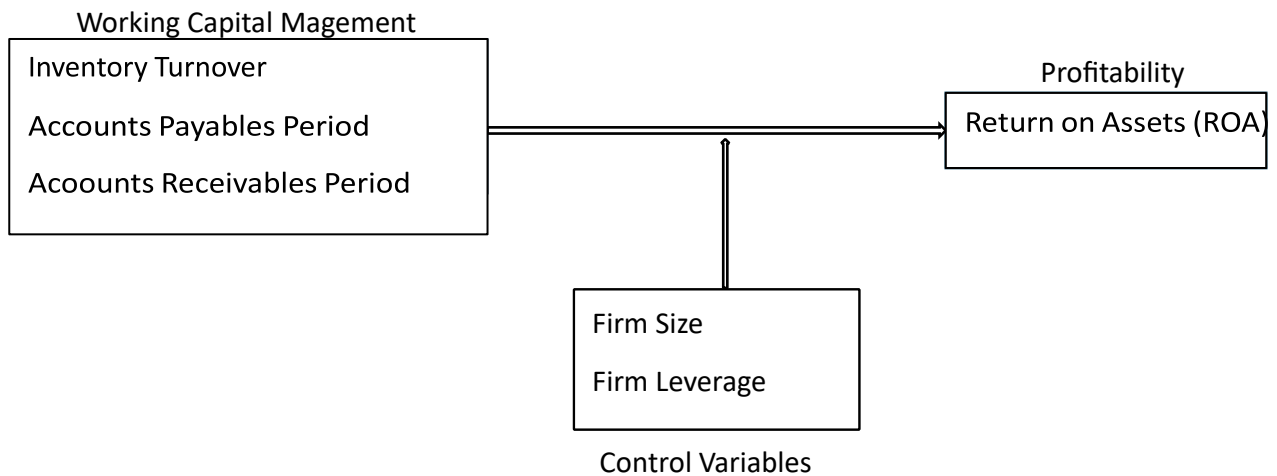 Working Capital Magement
Inventory Turnover
Accounts Payables Period
Acoounts Receivables Period
Profitability
Return on Assets (ROA)
Firm Size
Firm Leverage
Control Variables